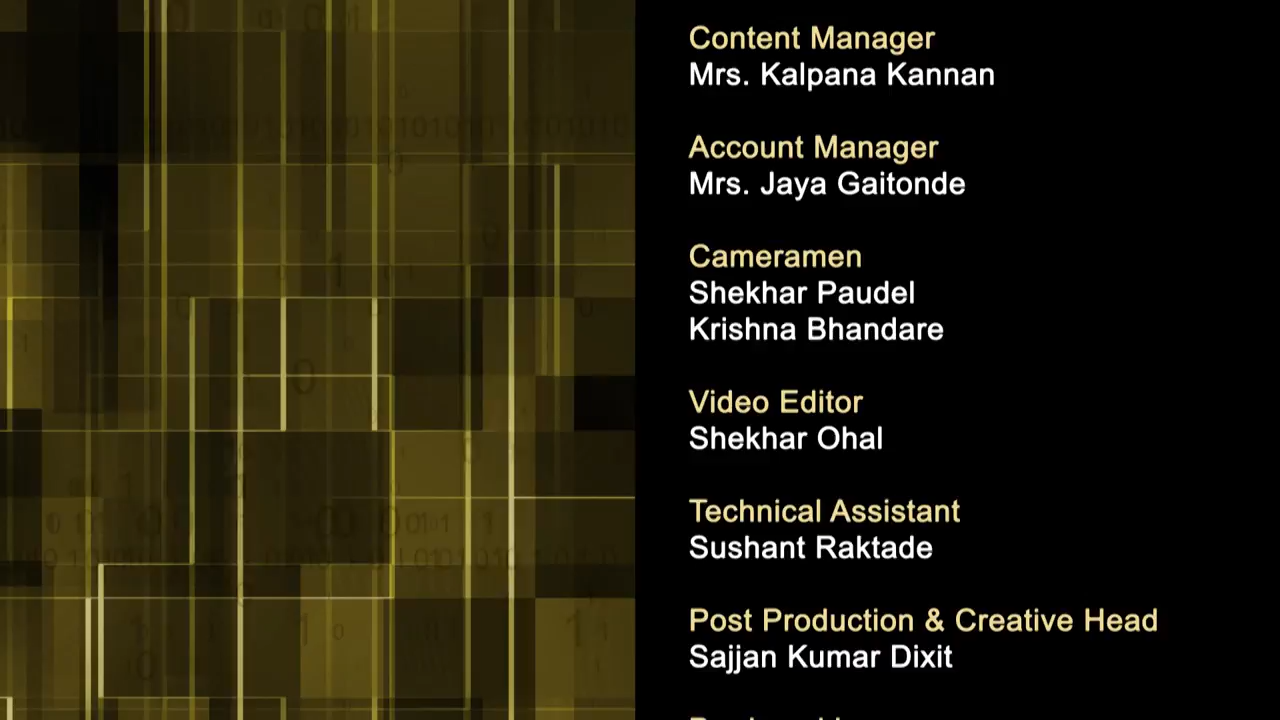 Content Manager
Mrs. Kalpana Kannan
Account Manager
Mrs. Jaya Gaitonde
Cameramen
Shekhar Paudel
Krishna Bhandare
Video Editor
Shekhar Ohal
Technical Assistant
Sushant Raktade
Post Production & Creative Head
Sajjan Kumar Dixit